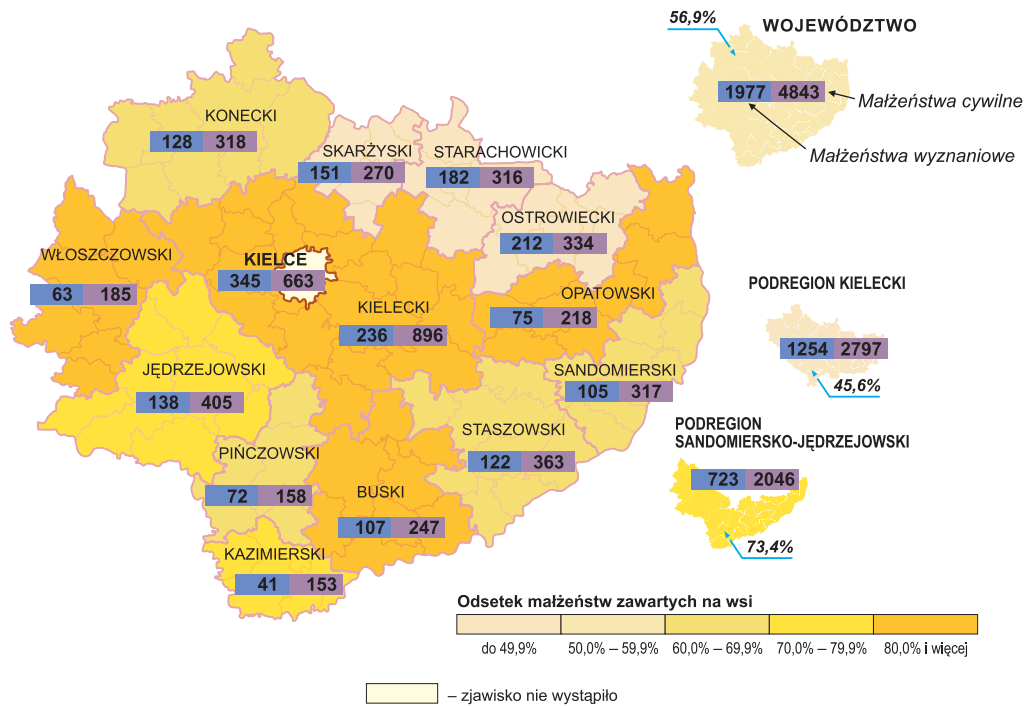 56,9%
WOJEWÓDZTWO
1977 4843
Małżeństwa cywilne
Małżeństwa wyznaniowe
KONECKI
128 318
SKARŻYSKI
151 270
STARACHOWICKI
182 316
OSTROWIECKI
212 334
WŁOSZCZOWSKI
63 185
KIELCE
345 663
KIELECKI
236 896
OPATOWSKI
75 218
PODREGION KIELECKI
1254 2797
45,6%
JĘDRZEJOWSKI
138 405
SANDOMIERSKI
105 317
STASZOWSKI
122 363
PODREGION
SANDOMIERSKO-JĘDRZEJOWSKI
723 2046
73,4%
PIŃCZOWSKI
72 158
BUSKI
107 247
KAZIMIERSKI
41 153
Odsetek małżeństw zawartych na wsi
do 49,9% 50,0% – 59,9% 60,0% – 69,9% 70,0% – 79,9% 80,0% i więcej
– zjawisko nie wystąpiło